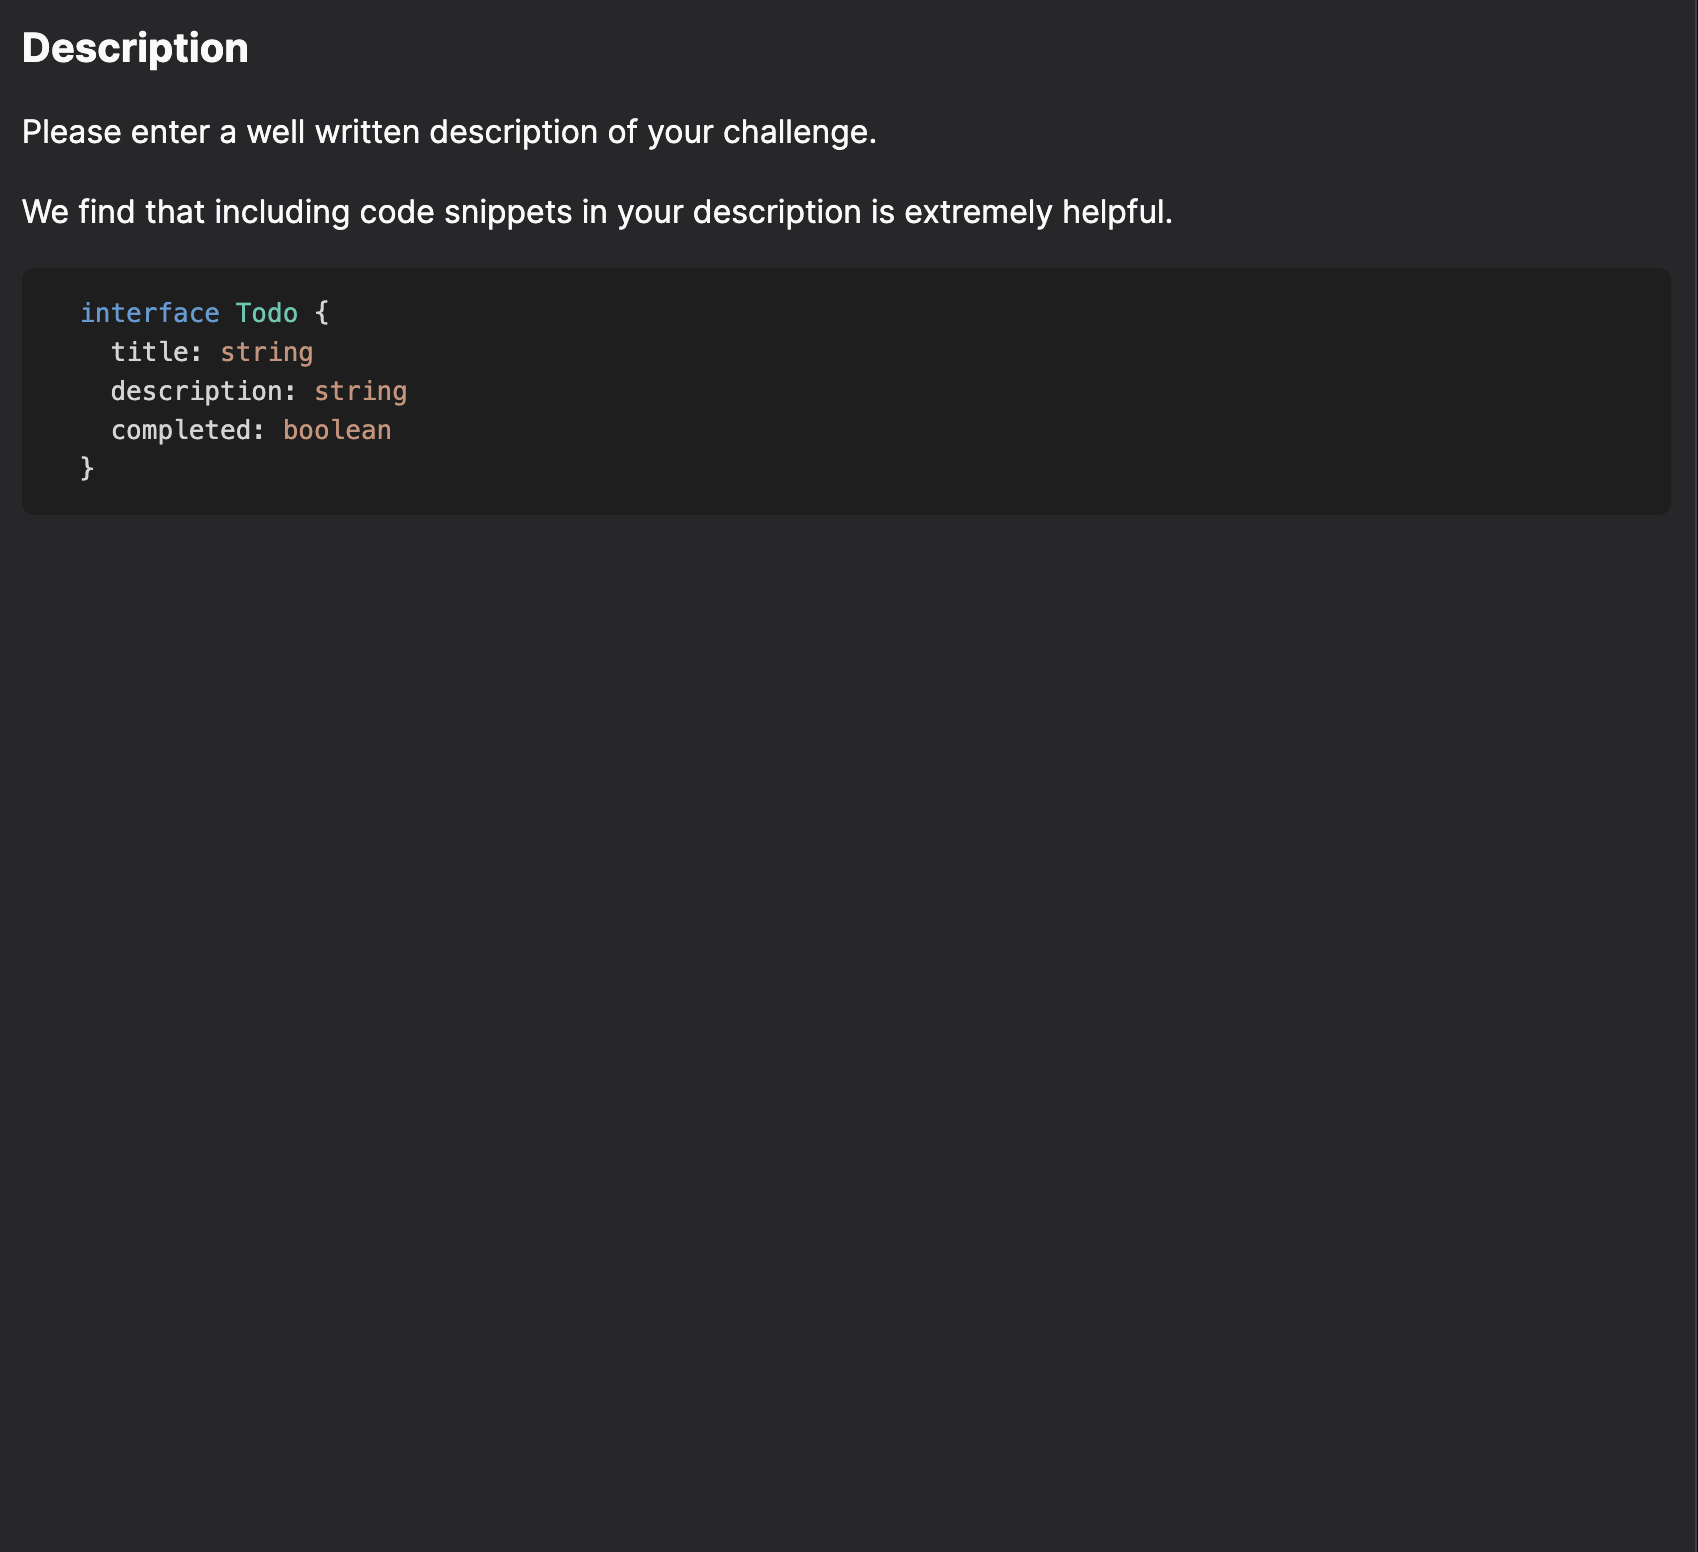 Description
Please enter a well written description of your challenge.
We find that including code snippets in your description is extremely helpful.
interface Todo {
  title: string
  description: string
  completed: boolean
}